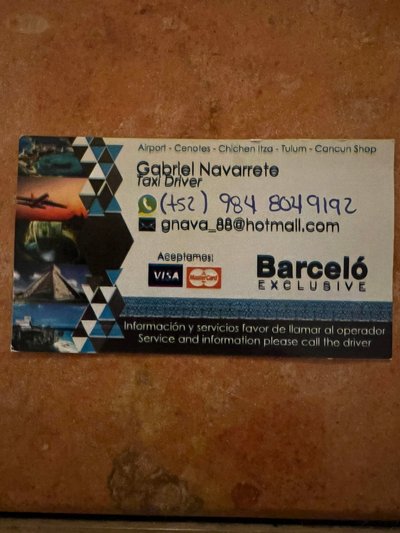 Airport - Cenotes - Chichen Itza - Tulum - Cancun Shop
Gabriel Navarrete
Taxi Driver
(+52) 984 8049192
gnava_88@hotmail.com
Aceptamos:
VISA MasterCard
Barceló
EXCLUSIVE
Información y servicios favor de llamar al operador
Service and information please call the driver